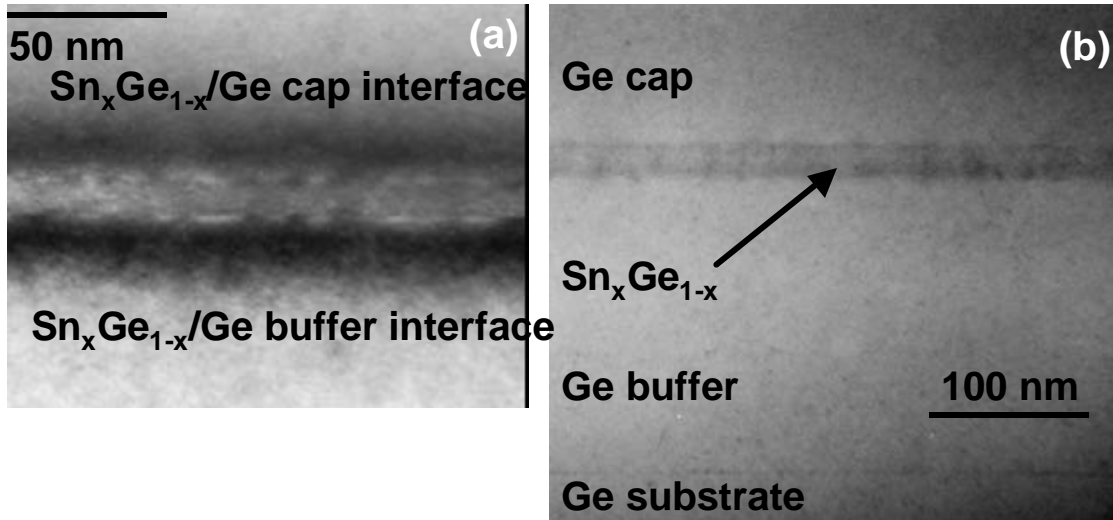 50 nm
(a)
SnxGe1-x/Ge cap interface
SnxGe1-x/Ge buffer interface
(b)
Ge cap
SnxGe1-x
Ge buffer
100 nm
Ge substrate